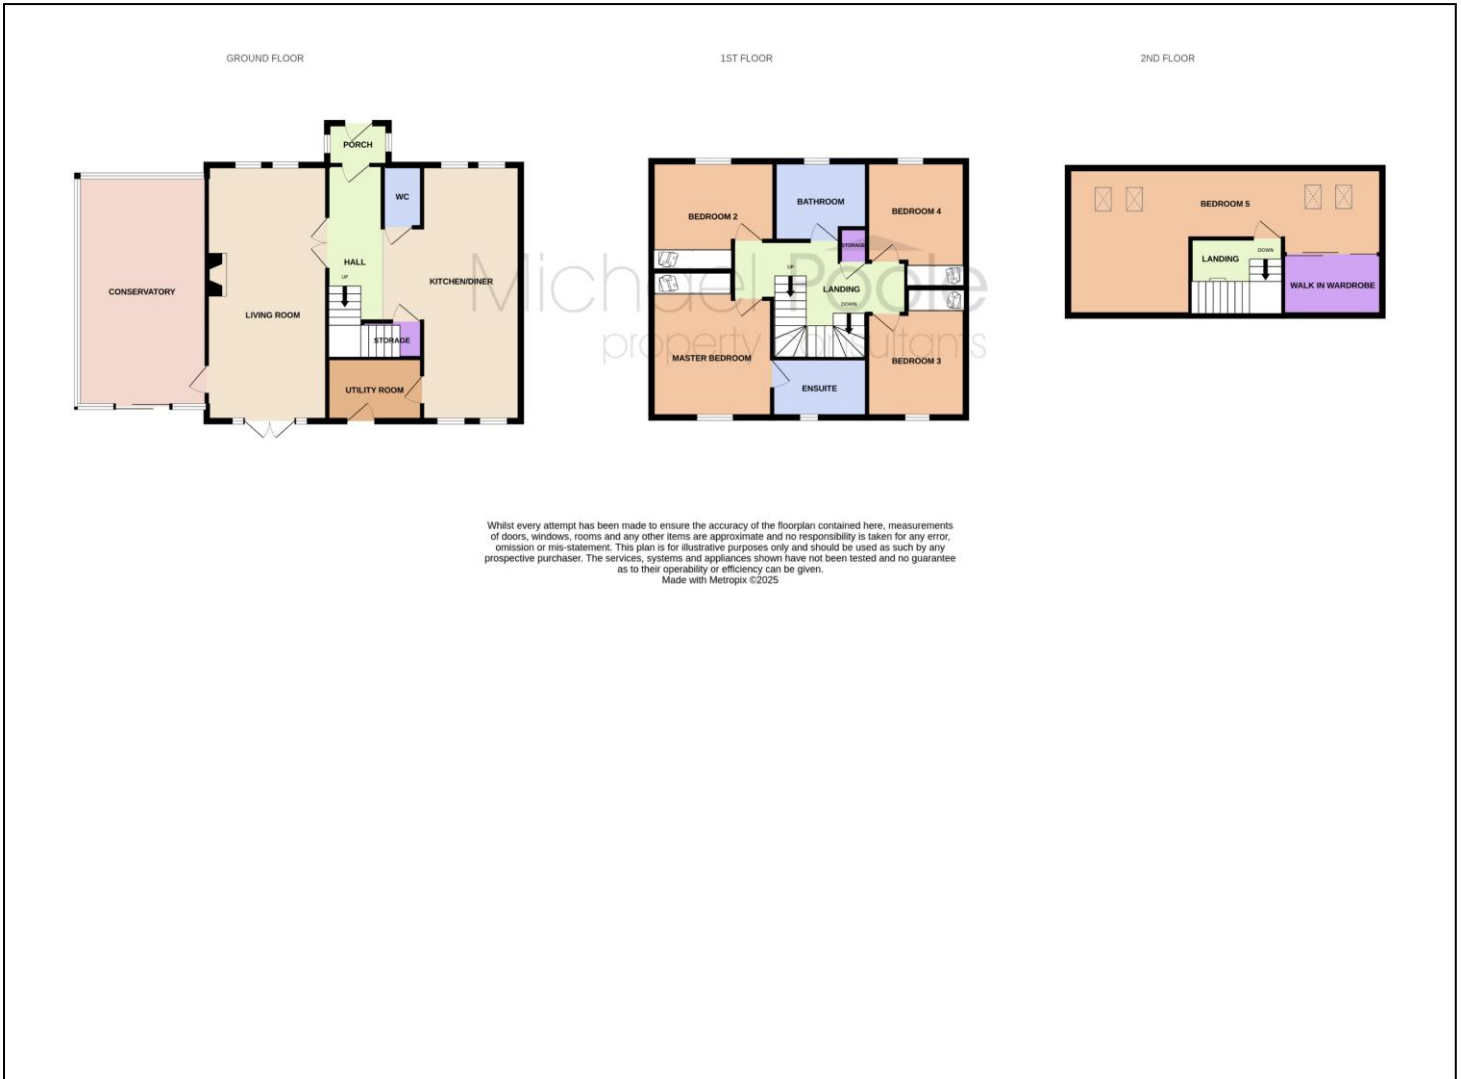 GROUND FLOOR
1ST FLOOR
2ND FLOOR
PORCH
WC
HALL
UP
CONSERVATORY
LIVING ROOM
KITCHEN/DINER
STORAGE
UTILITY ROOM
BEDROOM 2
BATHROOM
BEDROOM 4
STORAGE
UP
LANDING
DOWN
MASTER BEDROOM
ENSUITE
BEDROOM 3
BEDROOM 5
LANDING
DOWN
WALK IN WARDROBE
Michael Poole
property consultants
Whilst every attempt has been made to ensure the accuracy of the floorplan contained here, measurements
of doors, windows, rooms and any other items are approximate and no responsibility is taken for any error,
omission or mis-statement. This plan is for illustrative purposes only and should be used as such by any
prospective purchaser. The services, systems and appliances shown have not been tested and no guarantee
as to their operability or efficiency can be given.
Made with Metropix ©2025